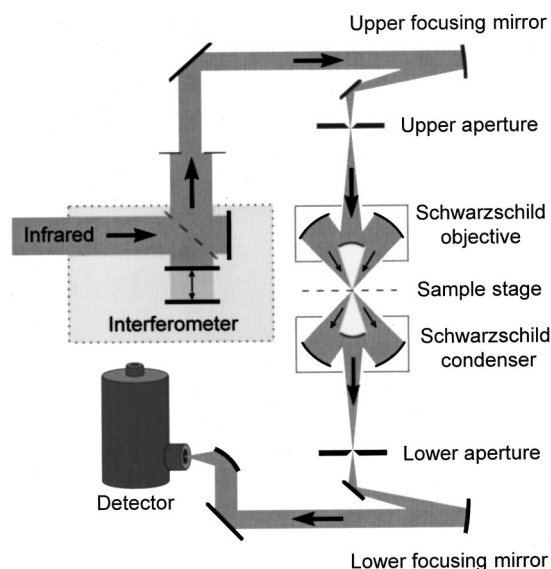 Upper focusing mirror
Upper aperture
Infrared
Schwarzschild
objective
Sample stage
Interferometer
Schwarzschild
condenser
Lower aperture
Detector
Lower focusing mirror